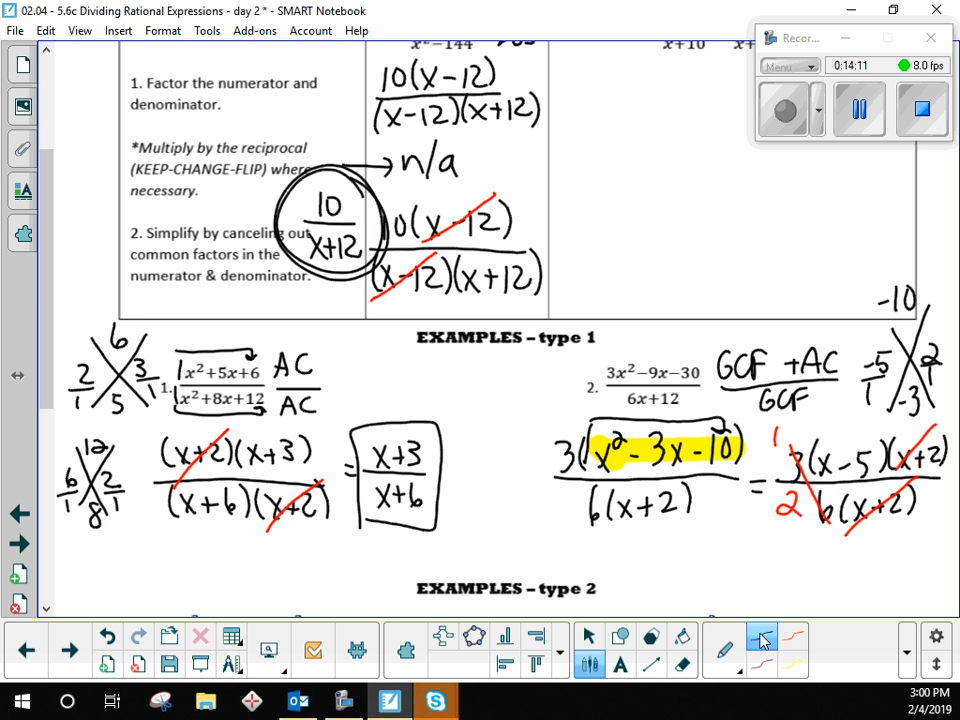 02.04 - 5.6c Dividing Rational Expressions - day 2 * - SMART Notebook
File Edit View Insert Format Tools Add-ons Account Help
Recor...
Menu
0:14:11
8.0 fps
x²−144
x+10
1. Factor the numerator and
denominator.
*Multiply by the reciprocal
(KEEP-CHANGE-FLIP) where
necessary.
2. Simplify by canceling out
common factors in the
numerator & denominator.
10(x-12)
(x-12)(x+12)
→ n/a
10
x+12
10(x-12)
(x-12)(x+12)
EXAMPLES – type 1
6
2/1 3/1
5
1.
1x²+5x+6
1x²+8x+12
AC
AC
12
6/1 2/1
8
(x+2)(x+3)
(x+6)(x+2)
=
x+3
x+6
2.
3x²−9x−30
6x+12
GCF + AC
GCF
-10
-5/1 2/1
-3
3(1x² - 3x - 10)
6(x+2)
=
1
3(x-5)(x+2)
2
6(x+2)
EXAMPLES – type 2
3:00 PM
2/4/2019